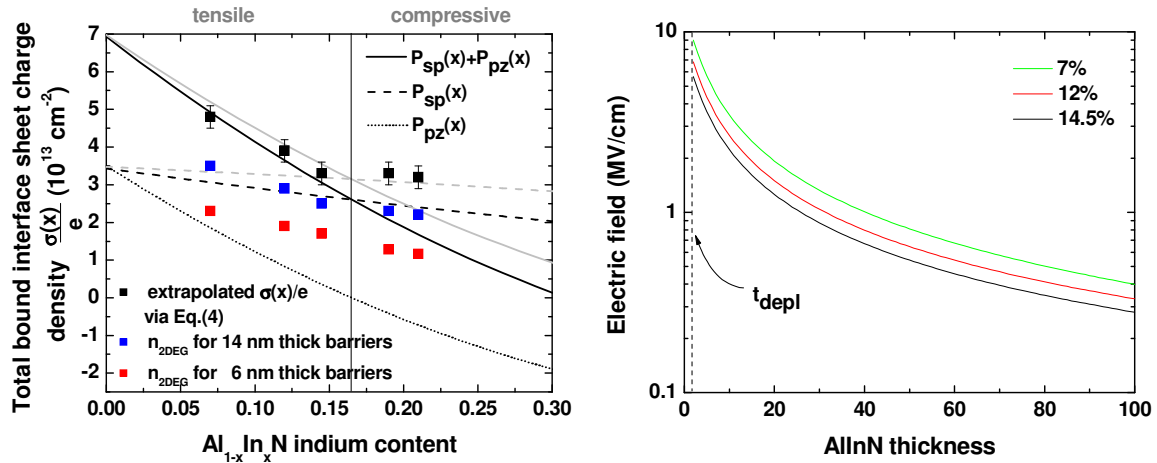 tensile compressive
Total bound interface sheet charge
density σ(x)/e (10¹³ cm⁻²)
7
6
5
4
3
2
1
0
-1
-2
P_sp(x)+P_pz(x)
P_sp(x)
P_pz(x)
extrapolated σ(x)/e
via Eq.(4)
n_2DEG for 14 nm thick barriers
n_2DEG for 6 nm thick barriers
0.00 0.05 0.10 0.15 0.20 0.25 0.30
Al_1-xIn_xN indium content
Electric field (MV/cm)
10
1
0.1
7%
12%
14.5%
t_depl
0 20 40 60 80 100
AlInN thickness